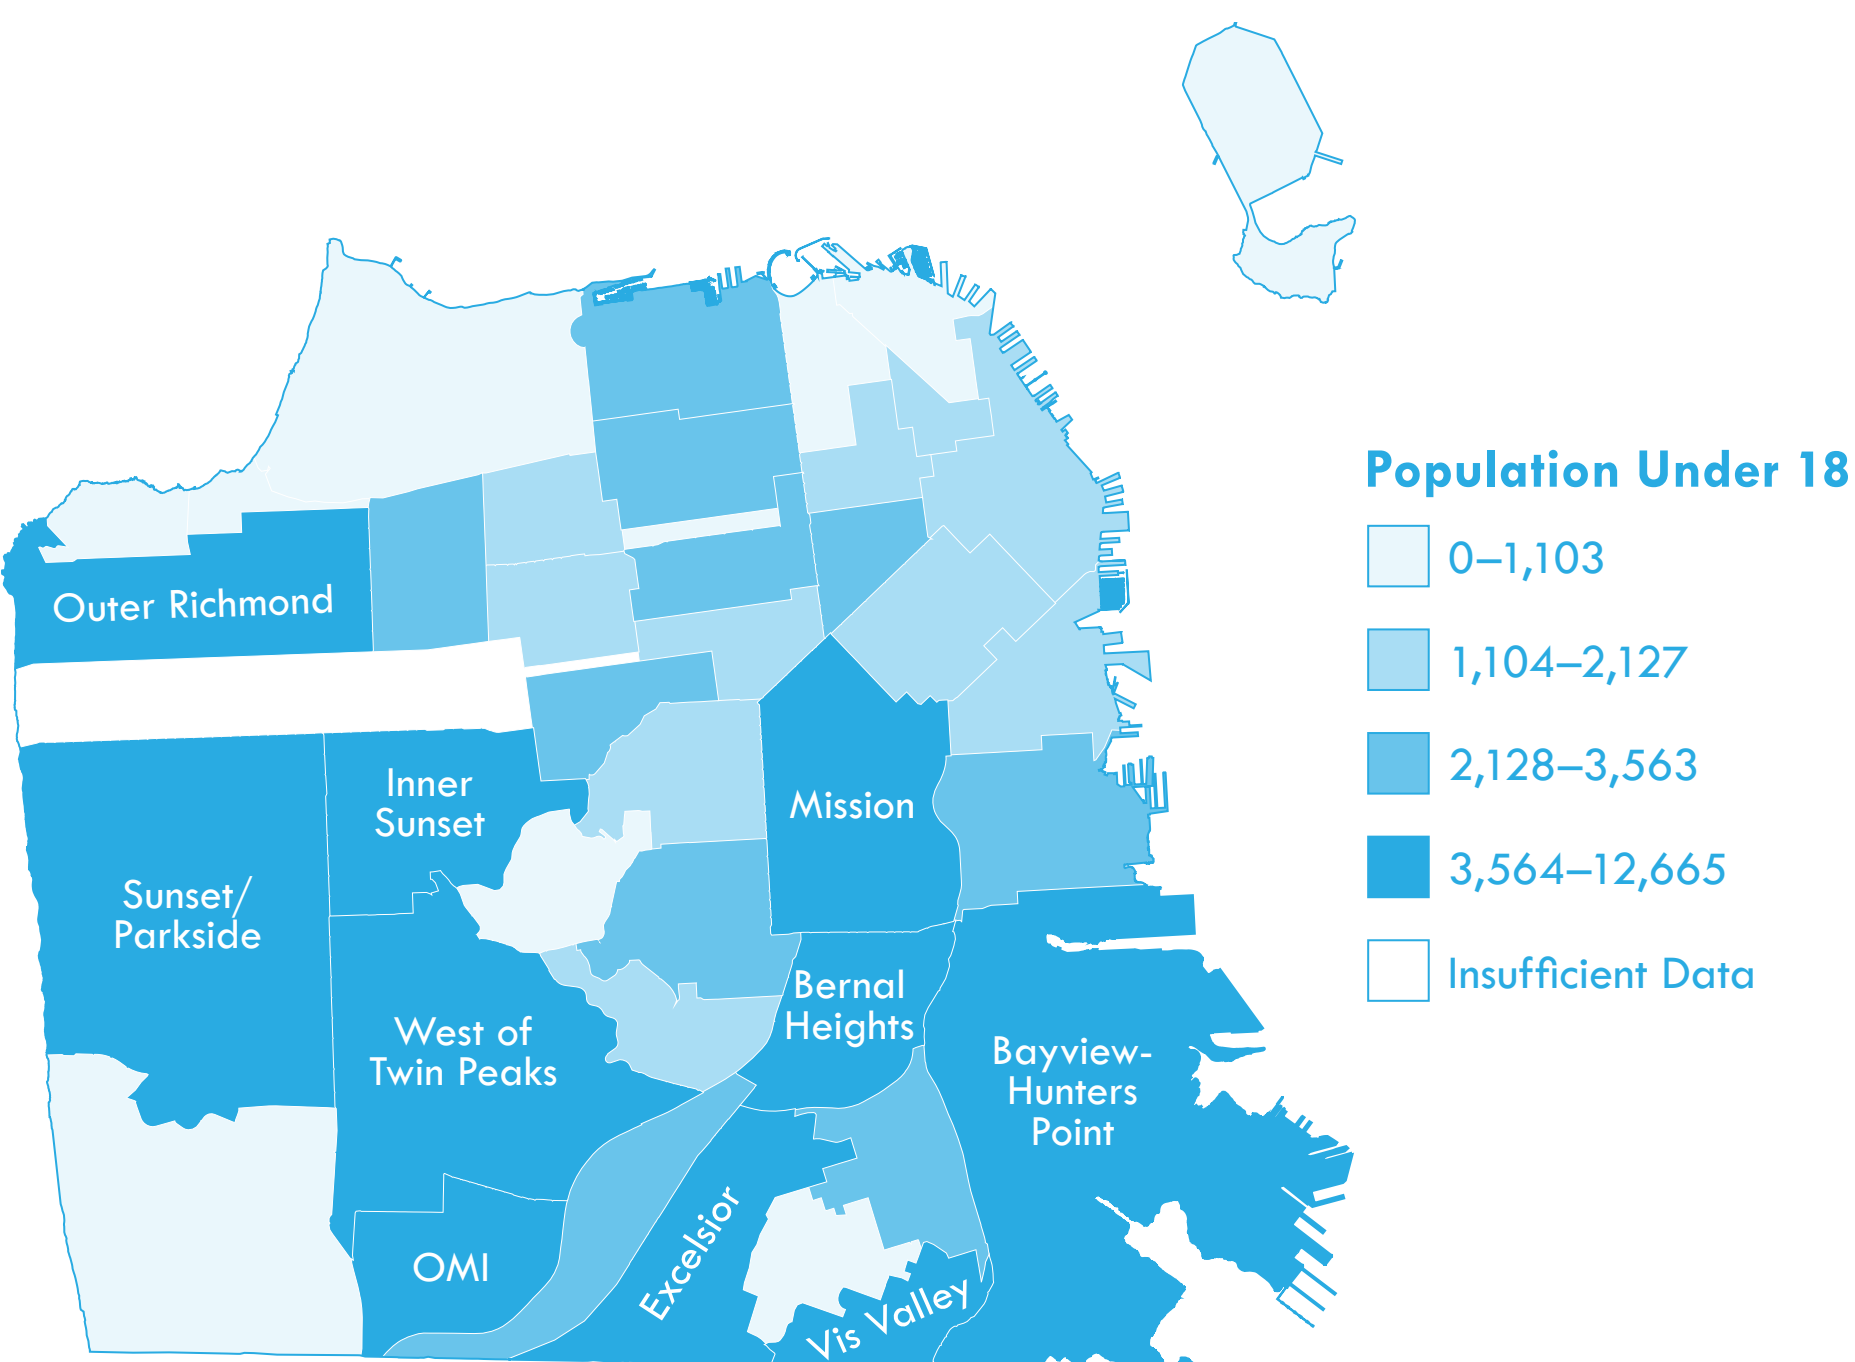 Population Under 18
0–1,103
1,104–2,127
2,128–3,563
3,564–12,665
Insufficient Data
Outer Richmond
Inner
Sunset
Mission
Sunset/
Parkside
Bernal
Heights
West of
Twin Peaks
Bayview-
Hunters
Point
Excelsior
OMI
Vis Valley